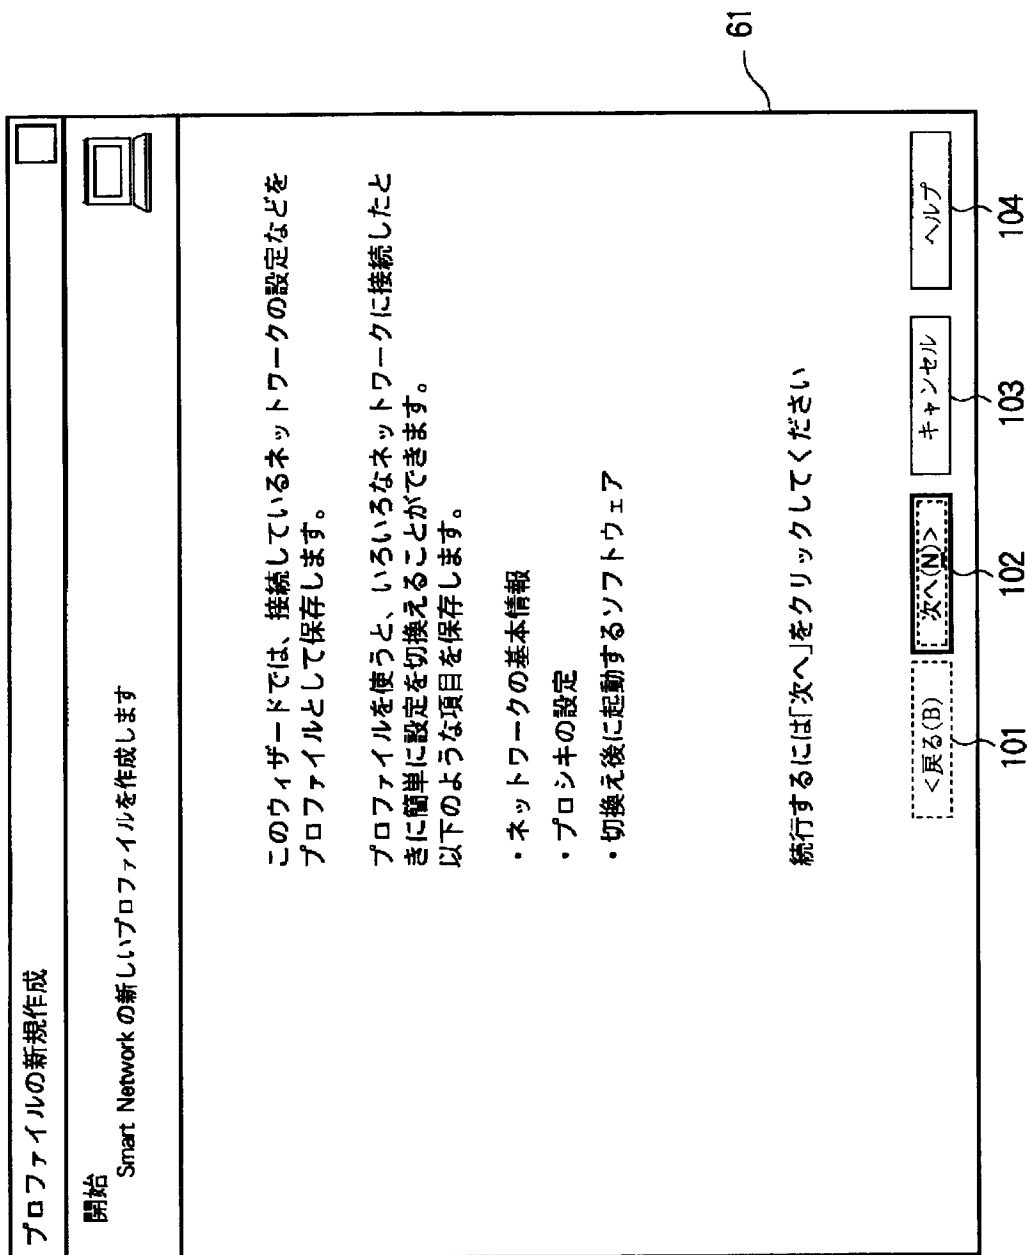 プロファイルの新規作成
開始
Smart Networkの新しいプロファイルを作成します
このウィザードでは、接続しているネットワークの設定などを
プロファイルとして保存します。
プロファイルを使うと、いろいろなネットワークに接続したと
きに簡単に設定を切換えることができます。
以下のような項目を保存します。
・ネットワークの基本情報
・プロシキの設定
・切換え後に起動するソフトウェア
続行するには「次へ」をクリックしてください
<戻る(B)
次へ(N)>
キャンセル
ヘルプ
101
102
103
104
61